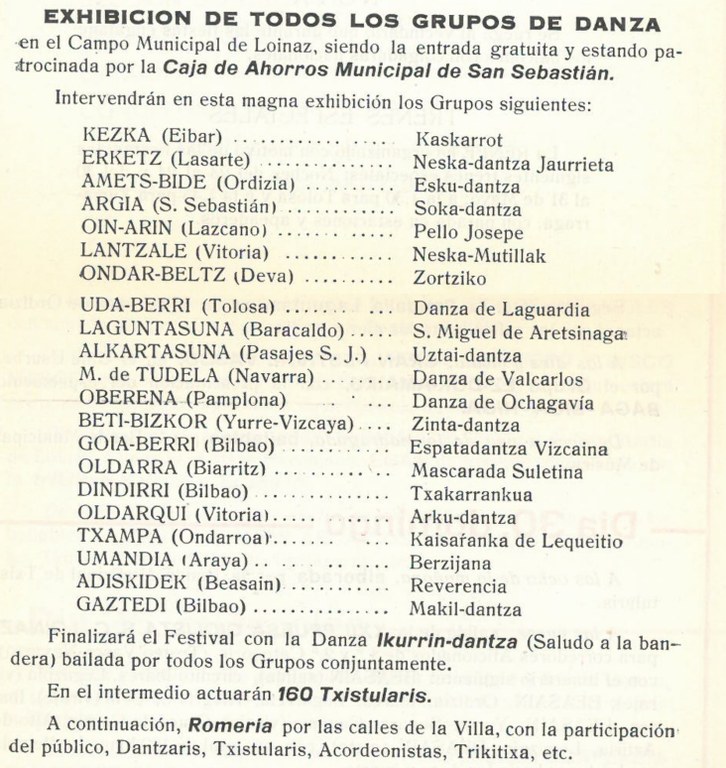 EXHIBICION DE TODOS LOS GRUPOS DE DANZA
en el Campo Municipal de Loinaz, siendo la entrada gratuita y estando pa-
trocinada por la Caja de Ahorros Municipal de San Sebastián.
Intervendrán en esta magna exhibición los Grupos siguientes:
KEZKA (Eibar) .................. Kaskarrot
ERKETZ (Lasarte) ............... Neska-dantza Jaurrieta
AMETS-BIDE (Ordizia) ........... Esku-dantza
ARGIA (S. Sebastián) ........... Soka-dantza
OIN-ARIN (Lazcano) ............. Pello Josepe
LANTZALE (Vitoria) ............. Neska-Mutillak
ONDAR-BELTZ (Deva) ............. Zortziko
UDA-BERRI (Tolosa) ............. Danza de Laguardia
LAGUNTASUNA (Baracaldo) ........ S. Miguel de Aretsinaga
ALKARTASUNA (Pasajes S. J.) .. Uztai-dantza
M. de TUDELA (Navarra) ......... Danza de Valcarlos
OBERENA (Pamplona) ............. Danza de Ochagavía
BETI-BIZKOR (Yurre-Vizcaya) .... Zinta-dantza
GOIA-BERRI (Bilbao) ............ Espatadantza Vizcaina
OLDARRA (Biarritz) ............. Mascarada Suletina
DINDIRRI (Bilbao) .............. Txakarrankua
OLDARQUI (Vitoria) ............. Arku-dantza
TXAMPA (Ondarroa) .............. Kaisaranka de Lequeitio
UMANDIA (Araya) ................ Berzijana
ADISKIDEK (Beasain) ............ Reverencia
GAZTEDI (Bilbao) ............... Makil-dantza
Finalizará el Festival con la Danza Ikurrin-dantza (Saludo a la ban-
dera) bailada por todos los Grupos conjuntamente.
En el intermedio actuarán 160 Txistularis.
A continuación, Romería por las calles de la Villa, con la participación
del público, Dantzaris, Txistularis, Acordeonistas, Trikitixa, etc.